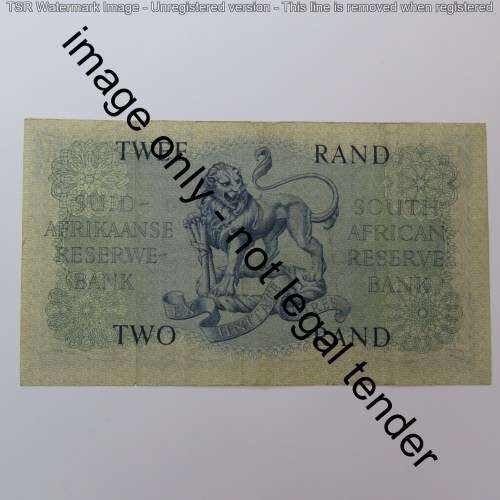 TSR Watermark Image - Unregistered version - This line is removed when registered
image only - not legal tender
TWEE RAND
SUID- SOUTH
AFRIKAANSE AFRICAN
RESERWE- RESERVE
BANK BANK
TWO RAND